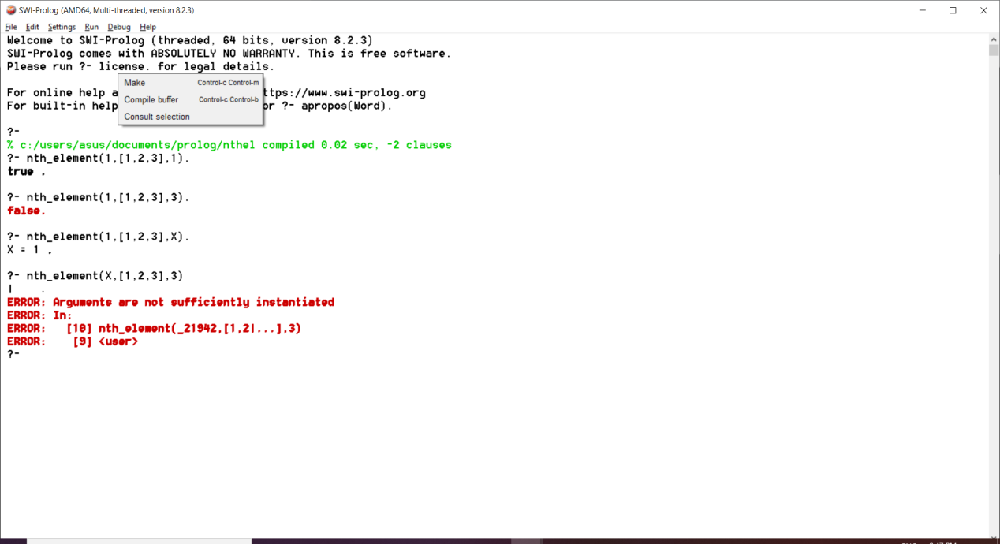 SWI-Prolog (AMD64, Multi-threaded, version 8.2.3)
File Edit Settings Run Debug Help
Welcome to SWI-Prolog (threaded, 64 bits, version 8.2.3)
SWI-Prolog comes with ABSOLUTELY NO WARRANTY. This is free software.
Please run ?- license. for legal details.
For online help a
ttps://www.swi-prolog.org
For built-in help
or ?- apropos(Word).
Make Control-c Control-m
Compile buffer Control-c Control-b
Consult selection
?-
% c:/users/asus/documents/prolog/nthel compiled 0.02 sec, -2 clauses
?- nth_element(1,[1,2,3],1).
true .
?- nth_element(1,[1,2,3],3).
false.
?- nth_element(1,[1,2,3],X).
X = 1 .
?- nth_element(X,[1,2,3],3)
| .
ERROR: Arguments are not sufficiently instantiated
ERROR: In:
ERROR: [10] nth_element(_21942,[1,2|...],3)
ERROR: [9] <user>
?-